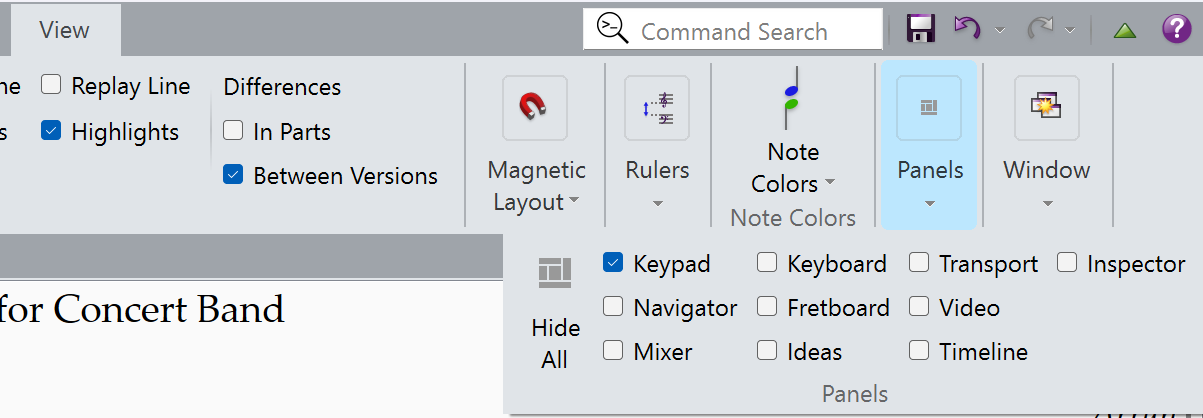 View
Command Search
ne
Replay Line
Differences
s
Highlights
In Parts
Between Versions
Magnetic
Layout
Rulers
Note
Colors
Note Colors
Panels
Window
for Concert Band
Hide
All
Keypad
Keyboard
Transport
Inspector
Navigator
Fretboard
Video
Mixer
Ideas
Timeline
Panels